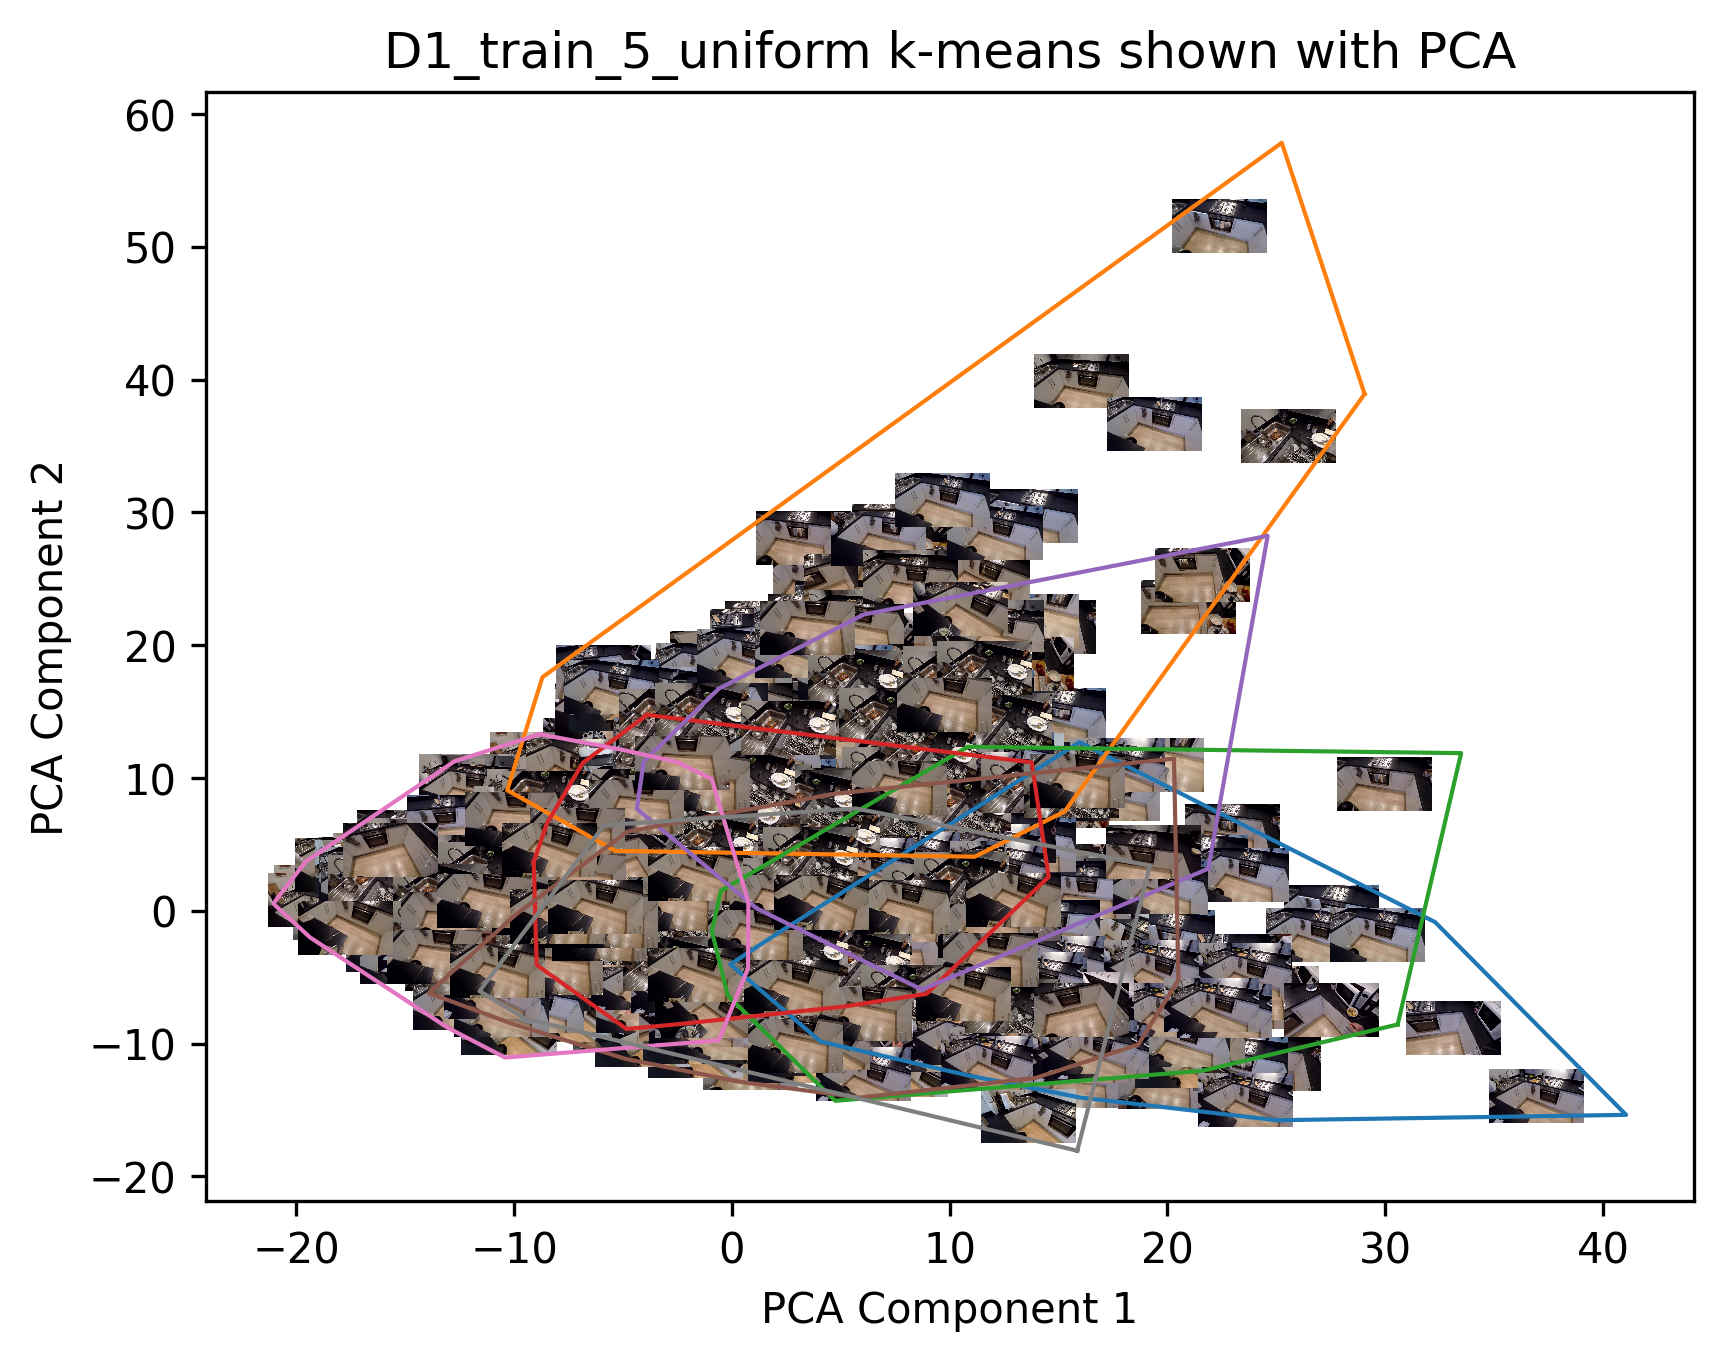 D1_train_5_uniform k-means shown with PCA
60
50
40
30
20
10
0
−10
−20
PCA Component 2
−20 −10 0 10 20 30 40
PCA Component 1